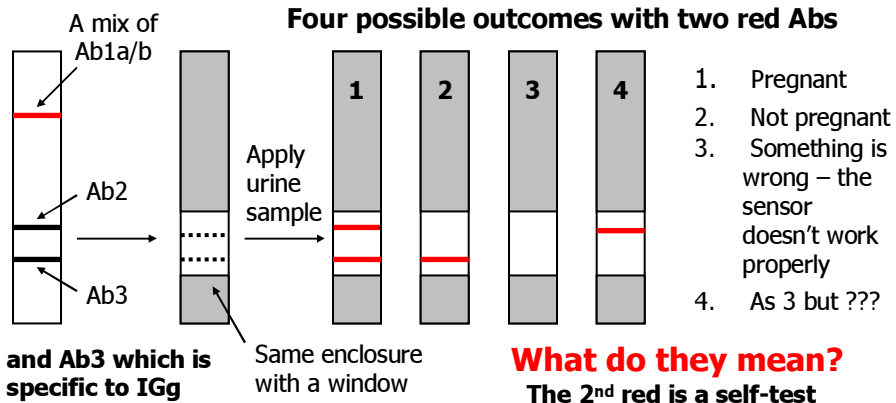 Four possible outcomes with two red Abs
A mix of
Ab1a/b
Ab2
Ab3
Apply
urine
sample
1
2
3
4
1. Pregnant
2. Not pregnant
3. Something is
wrong – the
sensor
doesn't work
properly
4. As 3 but ???
and Ab3 which is
specific to IGg
Same enclosure
with a window
What do they mean?
The 2nd red is a self-test